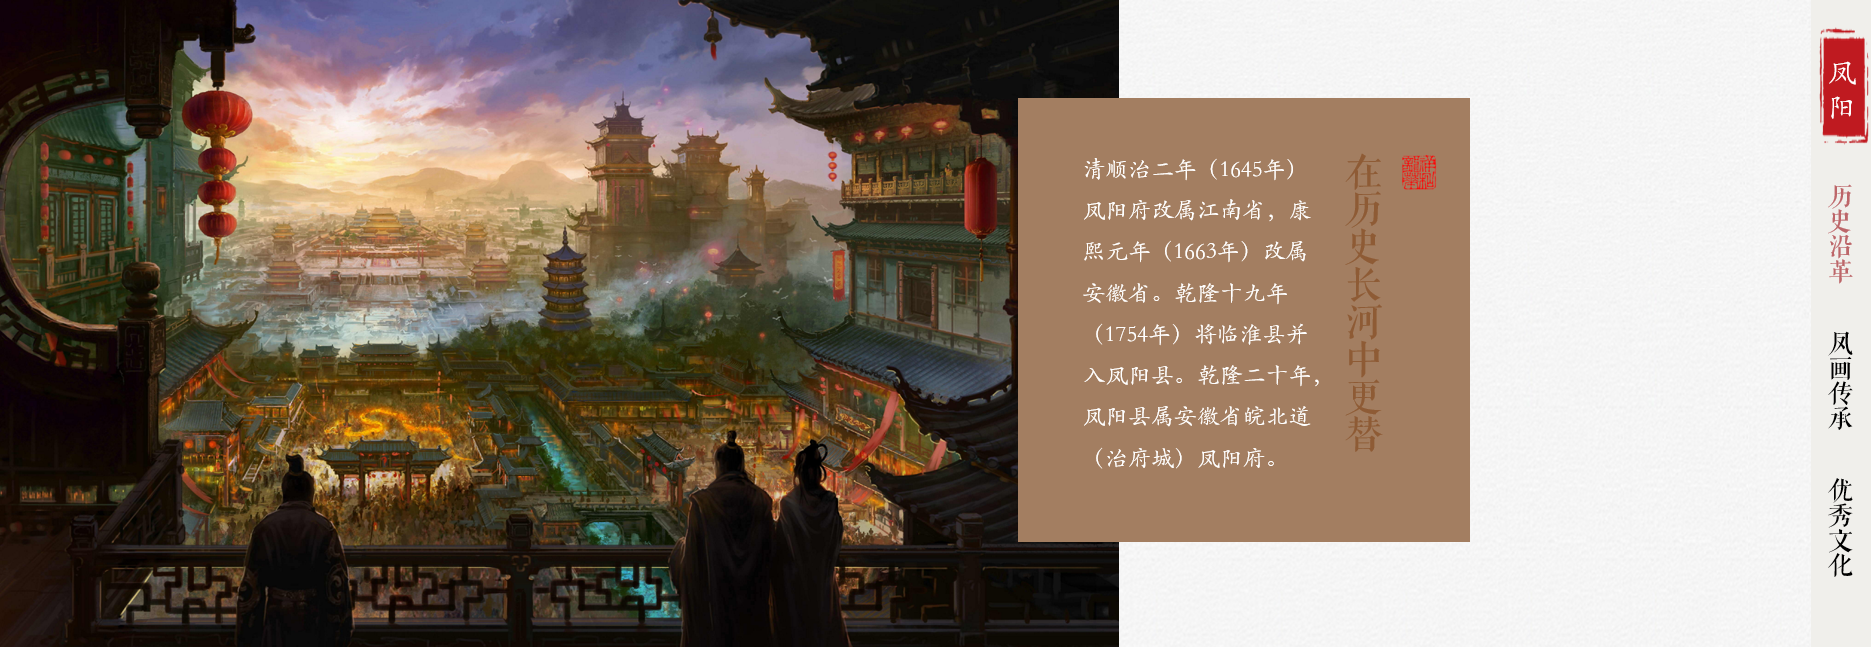 清顺治二年（1645年）
凤阳府改属江南省，康
熙元年（1663年）改属
安徽省。乾隆十九年
（1754年）将临淮县并
入凤阳县。乾隆二十年，
凤阳县属安徽省皖北道
（治府城）凤阳府。
在历史长河中更替
凤阳
历史沿革
凤画传承
优秀文化